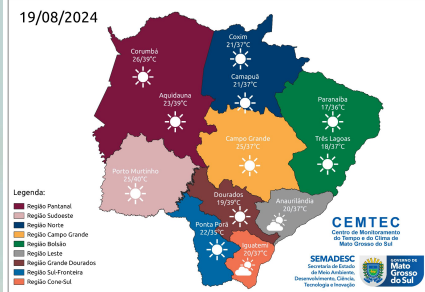 19/08/2024
Coxim
21/37°C
Corumbá
26/39°C
Camapuã
21/37°C
Aquidauna
23/39°C
Paranaíba
17/36°C
Campo Grande
23/37°C
Três Lagoas
18/37°C
Porto Murtinho
25/40°C
Dourados
19/39°C
Anaurilândia
20/37°C
Ponta Porã
22/35°C
Iguatemi
20/37°C
Legenda:
Região Pantanal
Região Sudoeste
Região Norte
Região Campo Grande
Região Bolsão
Região Leste
Região Grande Dourados
Região Sul-Fronteira
Região Cone-Sul
CEMTEC
Centro de Monitoramento
do Tempo e do Clima de
Mato Grosso do Sul
SEMADESC
Secretaria de Estado
de Meio Ambiente,
Desenvolvimento, Ciência,
Tecnologia e Inovação
GOVERNO DE
Mato
Grosso
do Sul